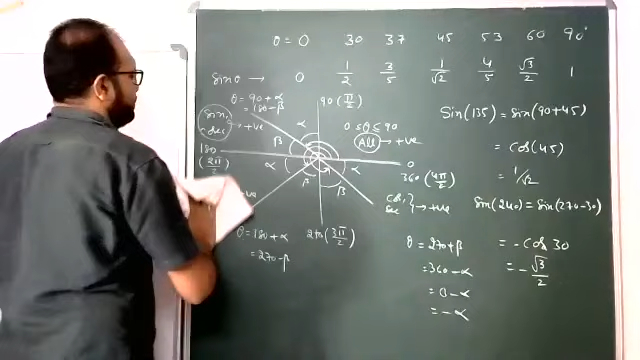 θ = 0 30 37 45 53 60 90°
Sinθ → 0 1/2 3/5 1/√2 4/5 √3/2 1
θ = 90 + α
= 180 - β
90 (π/2)
Sin, cosec → +ve
α
β
0 ≤ θ ≤ 90
All → +ve
180 (2π/2)
0
360 (4π/2)
α β β α
+ve
cos, sec } → +ve
θ = 180 + α
= 270 - β
270 (3π/2)
θ = 270 + β
= 360 - α
= 0 - α
= - α
Sin(135) = Sin(90+45)
= cos(45)
= 1/√2
Sin(240) = Sin(270-30)
= - cos 30
= - √3/2